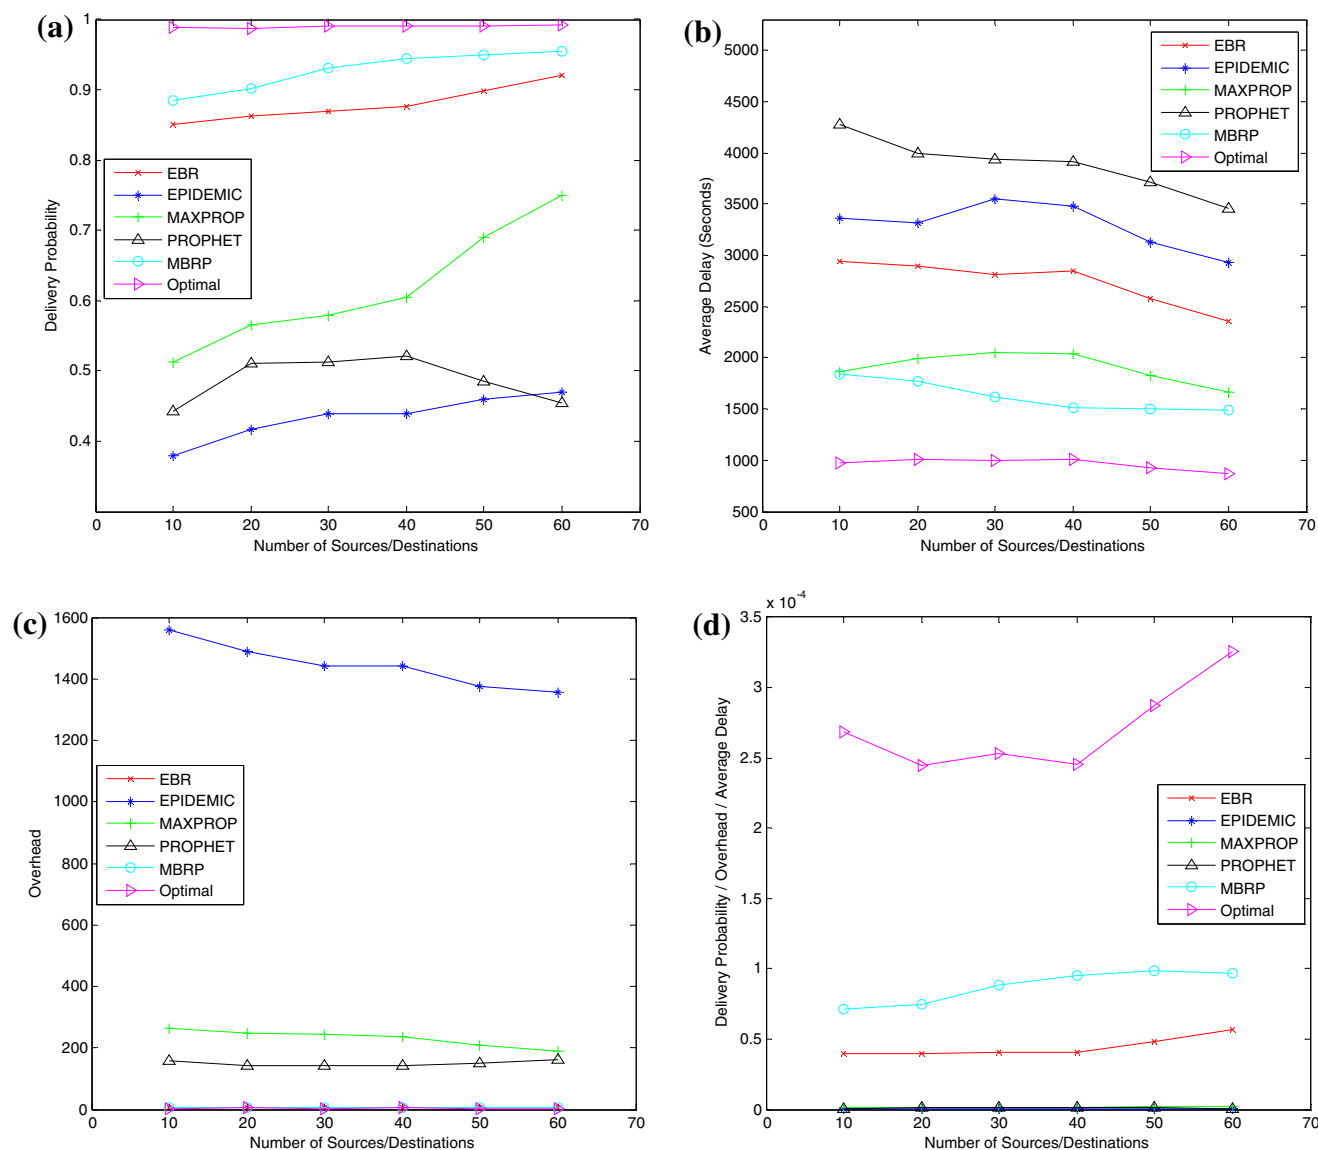 (a)
1
0.9
0.8
0.7
0.6
0.5
0.4
Delivery Probability
EBR
EPIDEMIC
MAXPROP
PROPHET
MBRP
Optimal
0 10 20 30 40 50 60 70
Number of Sources/Destinations
(b)
5000
4500
4000
3500
3000
2500
2000
1500
1000
500
Average Delay (Seconds)
EBR
EPIDEMIC
MAXPROP
PROPHET
MBRP
Optimal
0 10 20 30 40 50 60 70
Number of Sources/Destinations
(c)
1600
1400
1200
1000
800
600
400
200
0
Overhead
EBR
EPIDEMIC
MAXPROP
PROPHET
MBRP
Optimal
0 10 20 30 40 50 60 70
Number of Sources/Destinations
(d)
x 10-4
3.5
3
2.5
2
1.5
1
0.5
0
Delivery Probability / Overhead / Average Delay
EBR
EPIDEMIC
MAXPROP
PROPHET
MBRP
Optimal
0 10 20 30 40 50 60 70
Number of Sources/Destinations